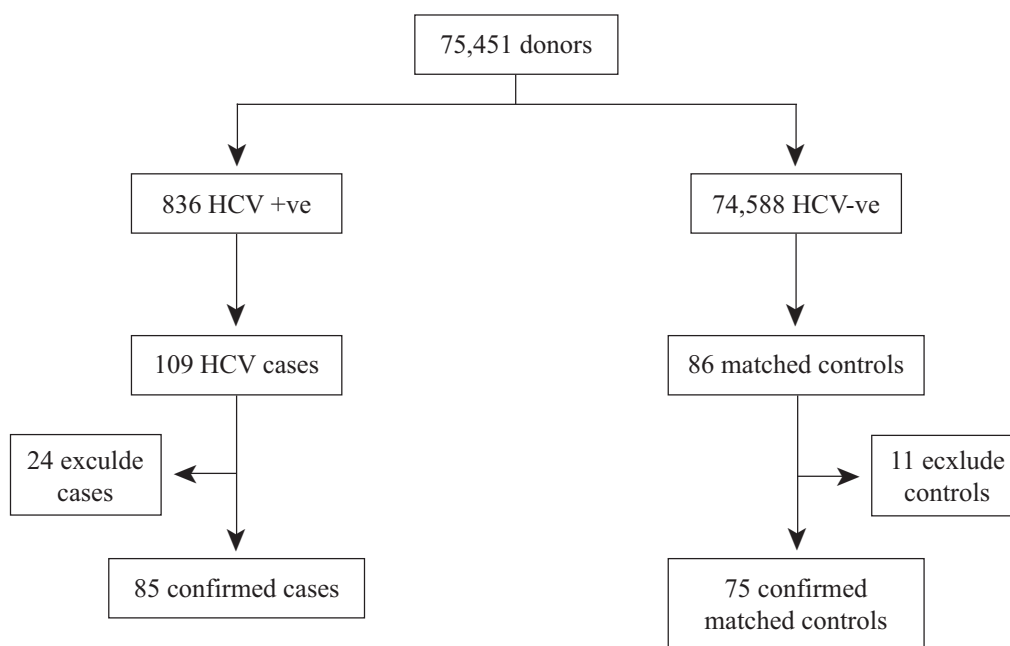 75,451 donors
836 HCV +ve
74,588 HCV-ve
109 HCV cases
86 matched controls
24 exculde
cases
11 ecxlude
controls
85 confirmed cases
75 confirmed
matched controls